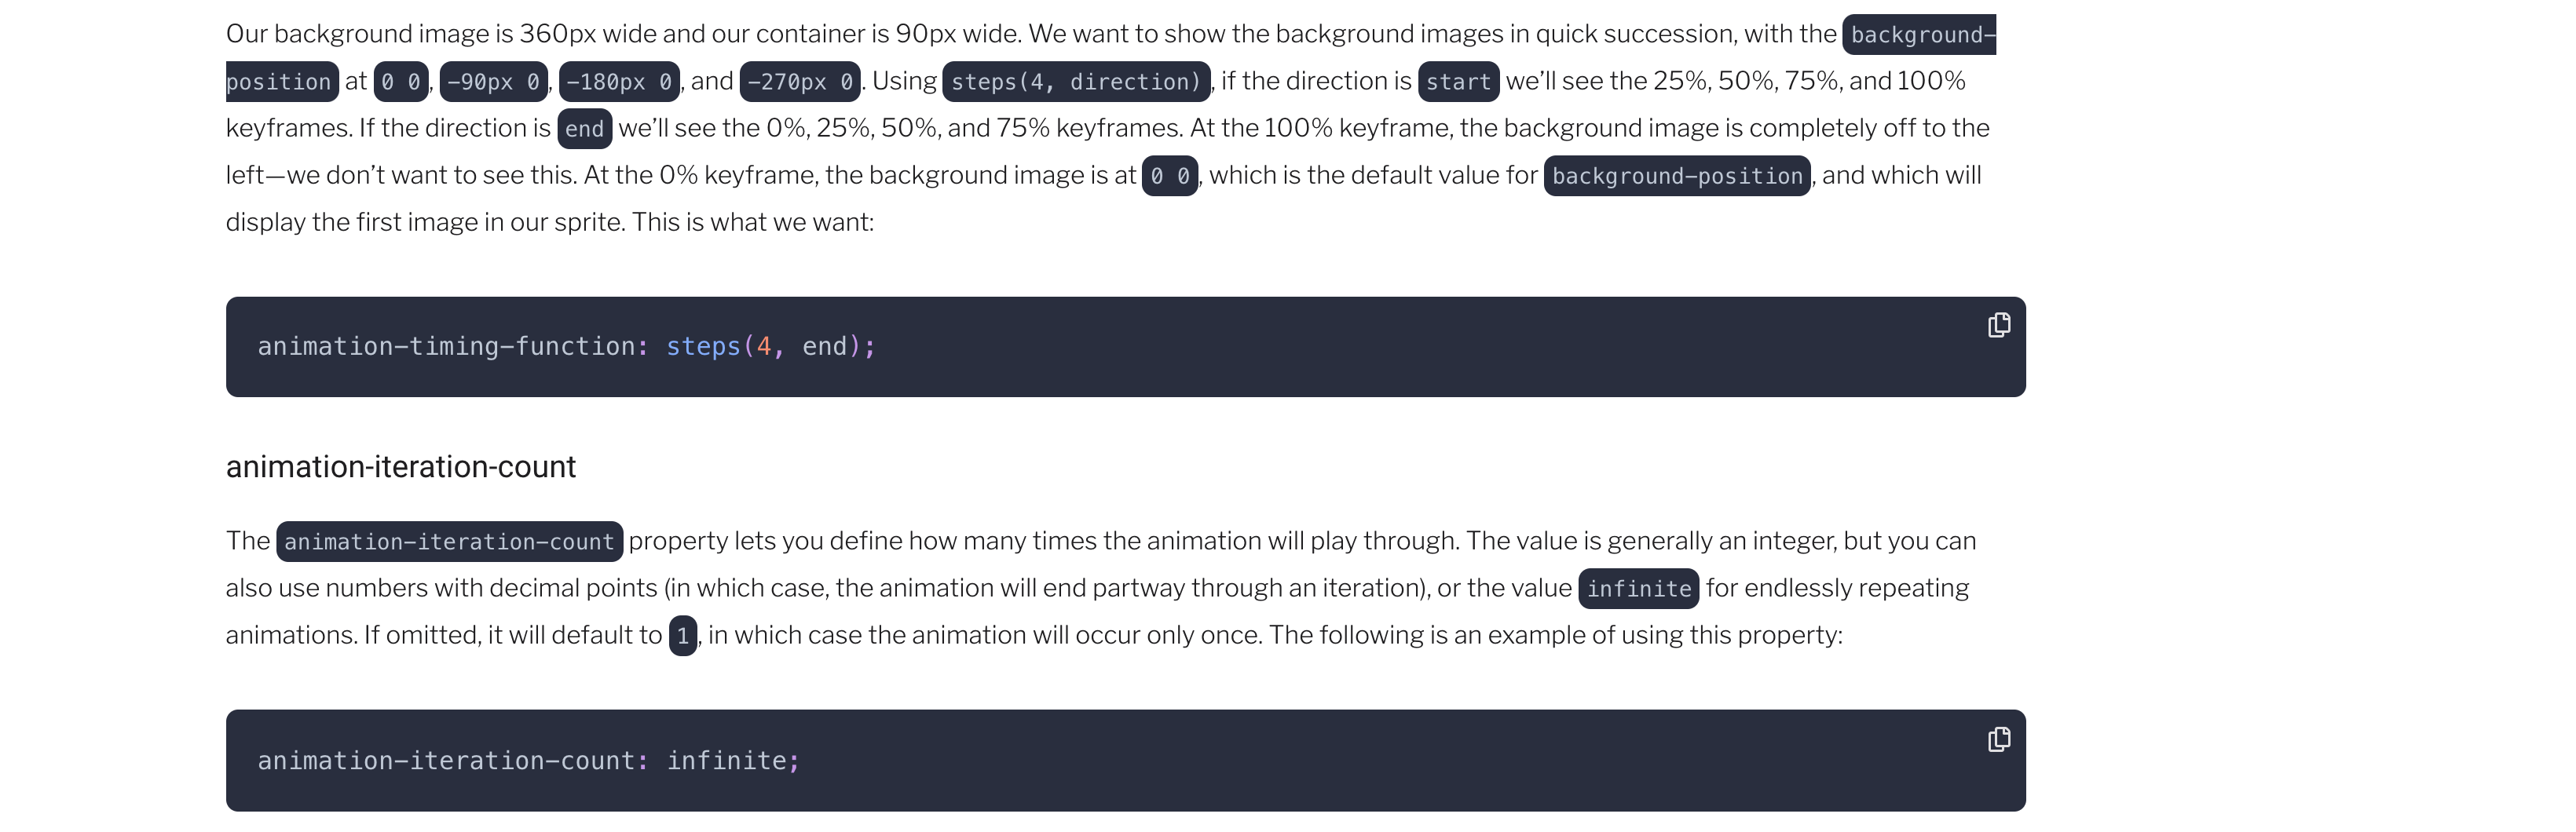 Our background image is 360px wide and our container is 90px wide. We want to show the background images in quick succession, with the background-
position at 0 0, -90px 0, -180px 0, and -270px 0. Using steps(4, direction), if the direction is start we’ll see the 25%, 50%, 75%, and 100%
keyframes. If the direction is end we’ll see the 0%, 25%, 50%, and 75% keyframes. At the 100% keyframe, the background image is completely off to the
left—we don’t want to see this. At the 0% keyframe, the background image is at 0 0, which is the default value for background-position, and which will
display the first image in our sprite. This is what we want:
animation-timing-function: steps(4, end);
animation-iteration-count
The animation-iteration-count property lets you define how many times the animation will play through. The value is generally an integer, but you can
also use numbers with decimal points (in which case, the animation will end partway through an iteration), or the value infinite for endlessly repeating
animations. If omitted, it will default to 1, in which case the animation will occur only once. The following is an example of using this property:
animation-iteration-count: infinite;